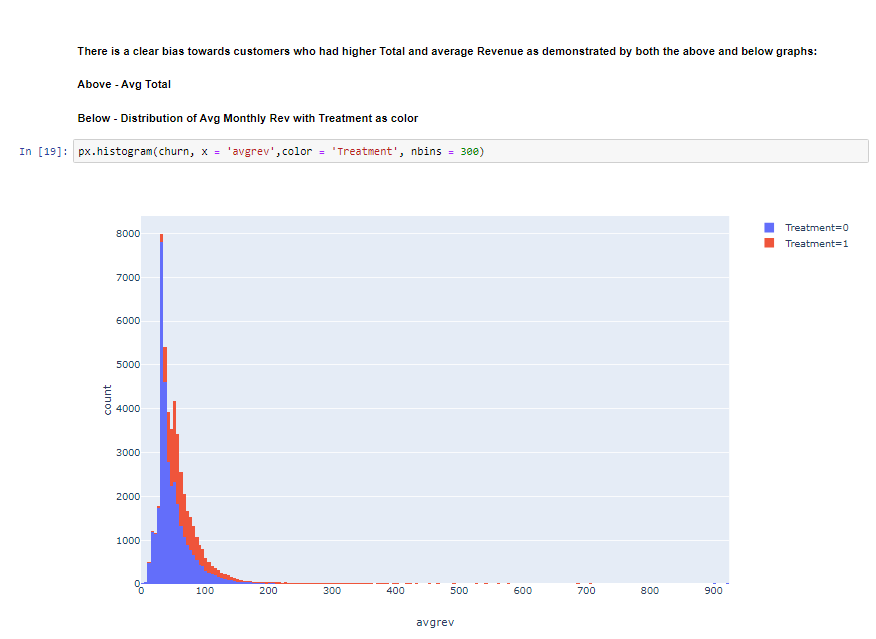 There is a clear bias towards customers who had higher Total and average Revenue as demonstrated by both the above and below graphs:
Above - Avg Total
Below - Distribution of Avg Monthly Rev with Treatment as color
In [19]: px.histogram(churn, x = 'avgrev',color = 'Treatment', nbins = 300)
Treatment=0
Treatment=1
8000
7000
6000
5000
4000
3000
2000
1000
0
count
0 100 200 300 400 500 600 700 800 900
avgrev